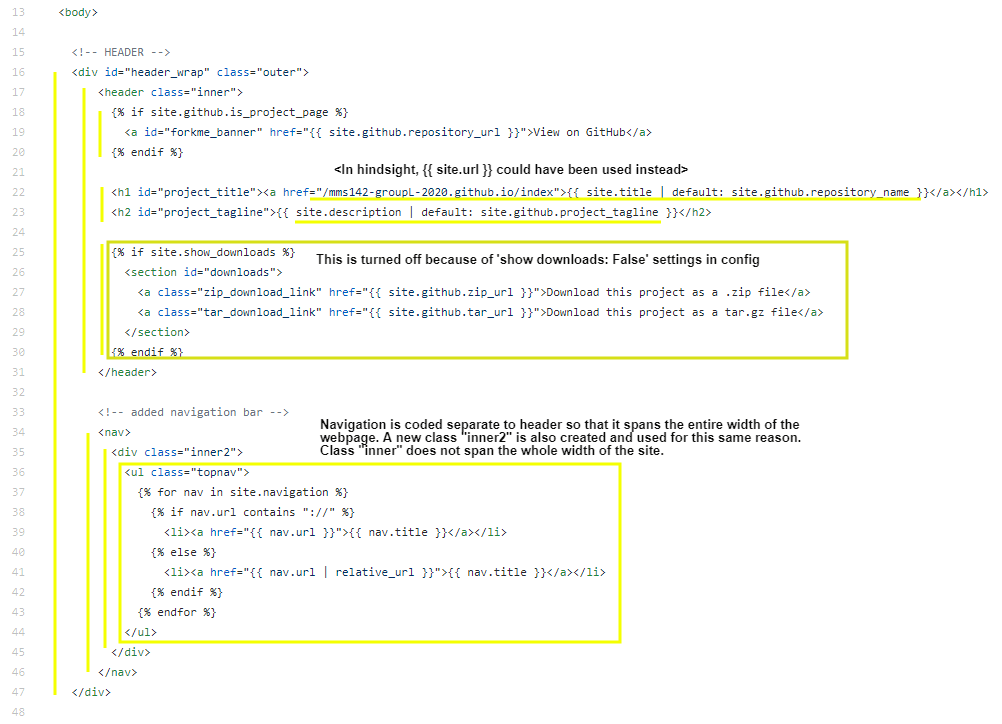 13 <body>
14
15 <!-- HEADER -->
16 <div id="header_wrap" class="outer">
17 <header class="inner">
18 {% if site.github.is_project_page %}
19 <a id="forkme_banner" href="{{ site.github.repository_url }}">View on GitHub</a>
20 {% endif %}
<In hindsight, {{ site.url }} could have been used instead>
21
22 <h1 id="project_title"><a href="/mms142-groupL-2020.github.io/index">{{ site.title | default: site.github.repository_name }}</a></h1>
23 <h2 id="project_tagline">{{ site.description | default: site.github.project_tagline }}</h2>
24
25 {% if site.show_downloads %}
This is turned off because of 'show downloads: False' settings in config
26 <section id="downloads">
27 <a class="zip_download_link" href="{{ site.github.zip_url }}">Download this project as a .zip file</a>
28 <a class="tar_download_link" href="{{ site.github.tar_url }}">Download this project as a tar.gz file</a>
29 </section>
30 {% endif %}
31 </header>
32
33 <!-- added navigation bar -->
Navigation is coded separate to header so that it spans the entire width of the
webpage. A new class "inner2" is also created and used for this same reason.
Class "inner" does not span the whole width of the site.
34 <nav>
35 <div class="inner2">
36 <ul class="topnav">
37 {% for nav in site.navigation %}
38 {% if nav.url contains "://" %}
39 <li><a href="{{ nav.url }}">{{ nav.title }}</a></li>
40 {% else %}
41 <li><a href="{{ nav.url | relative_url }}">{{ nav.title }}</a></li>
42 {% endif %}
43 {% endfor %}
44 </ul>
45 </div>
46 </nav>
47 </div>
48